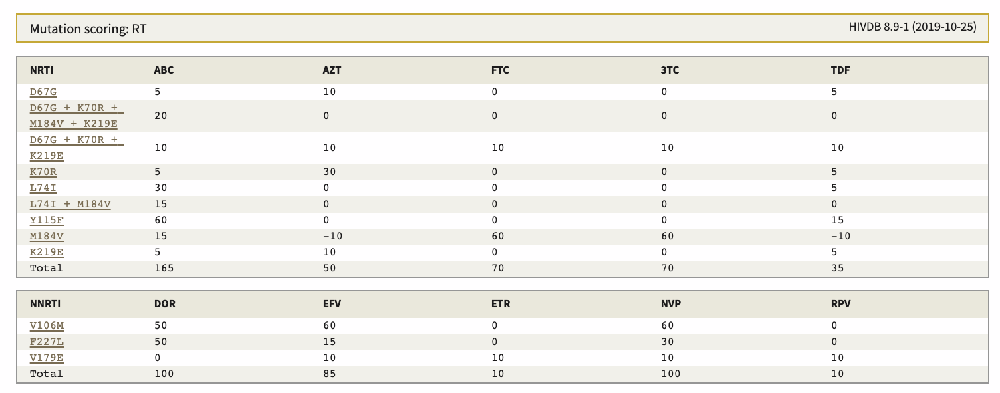 Mutation scoring: RT HIVDB 8.9-1 (2019-10-25)
NRTI ABC AZT FTC 3TC TDF
D67G 5 10 0 0 5
D67G + K70R +
M184V + K219E 20 0 0 0 0
D67G + K70R +
K219E 10 10 10 10 10
K70R 5 30 0 0 5
L74I 30 0 0 0 5
L74I + M184V 15 0 0 0 0
Y115F 60 0 0 0 15
M184V 15 −10 60 60 −10
K219E 5 10 0 0 5
Total 165 50 70 70 35
NNRTI DOR EFV ETR NVP RPV
V106M 50 60 0 60 0
F227L 50 15 0 30 0
V179E 0 10 10 10 10
Total 100 85 10 100 10